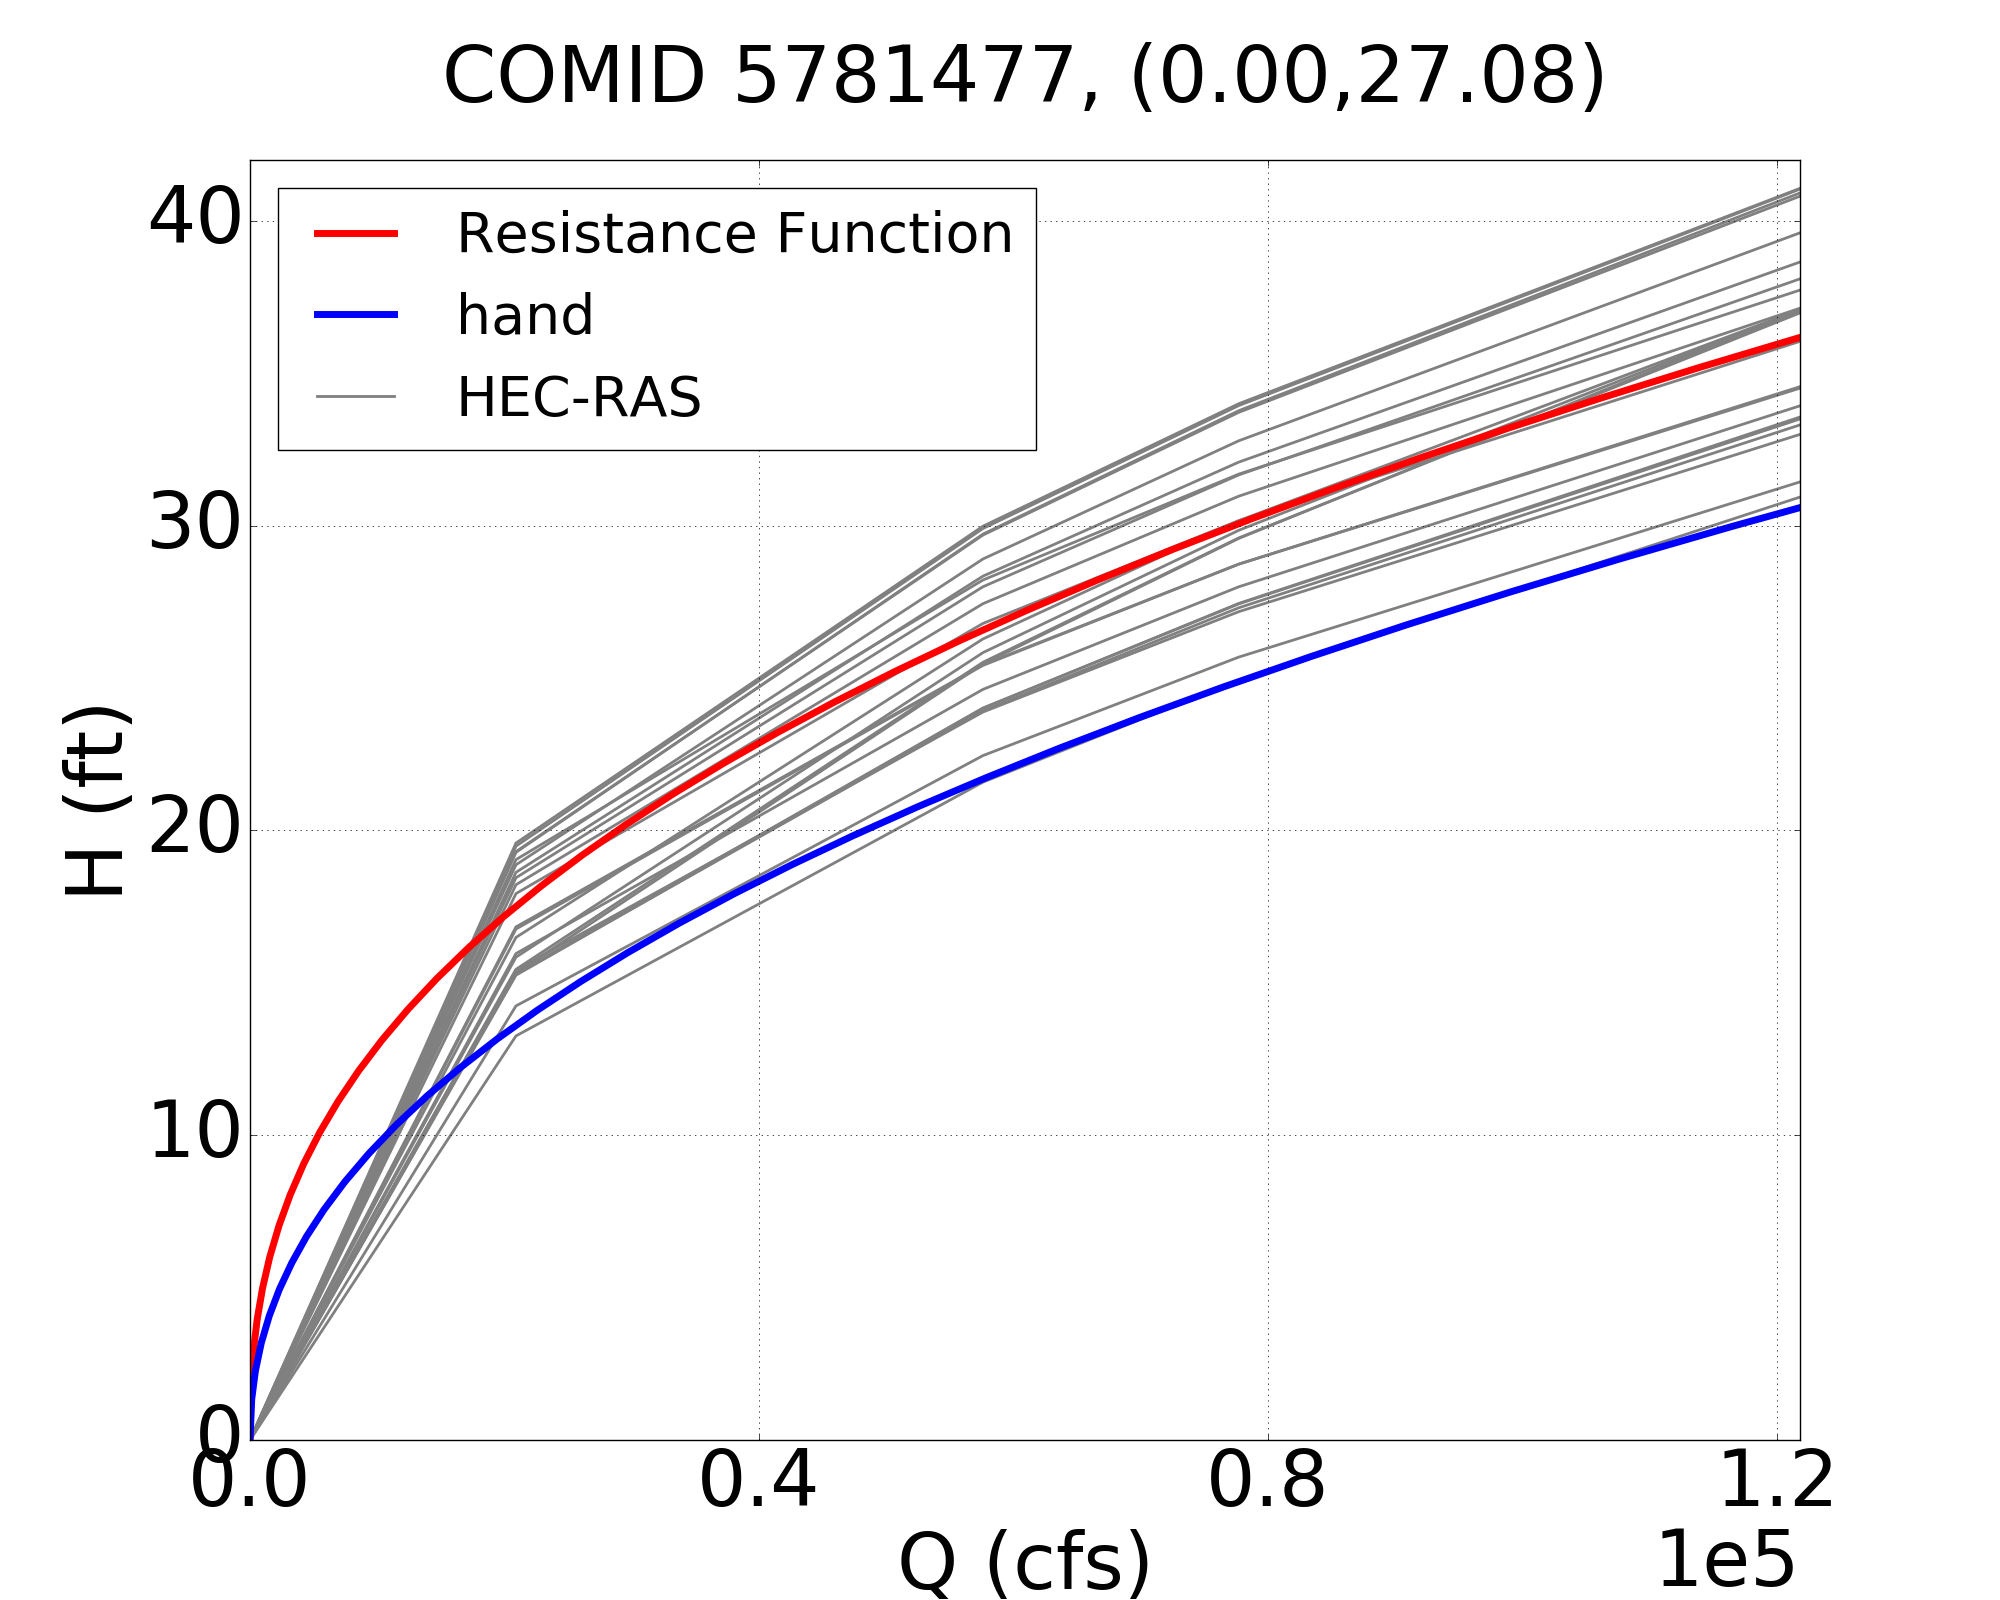 COMID 5781477, (0.00,27.08)
Resistance Function
hand
HEC-RAS
40
30
20
10
0
H (ft)
0.0 0.4 0.8 1.2
1e5
Q (cfs)